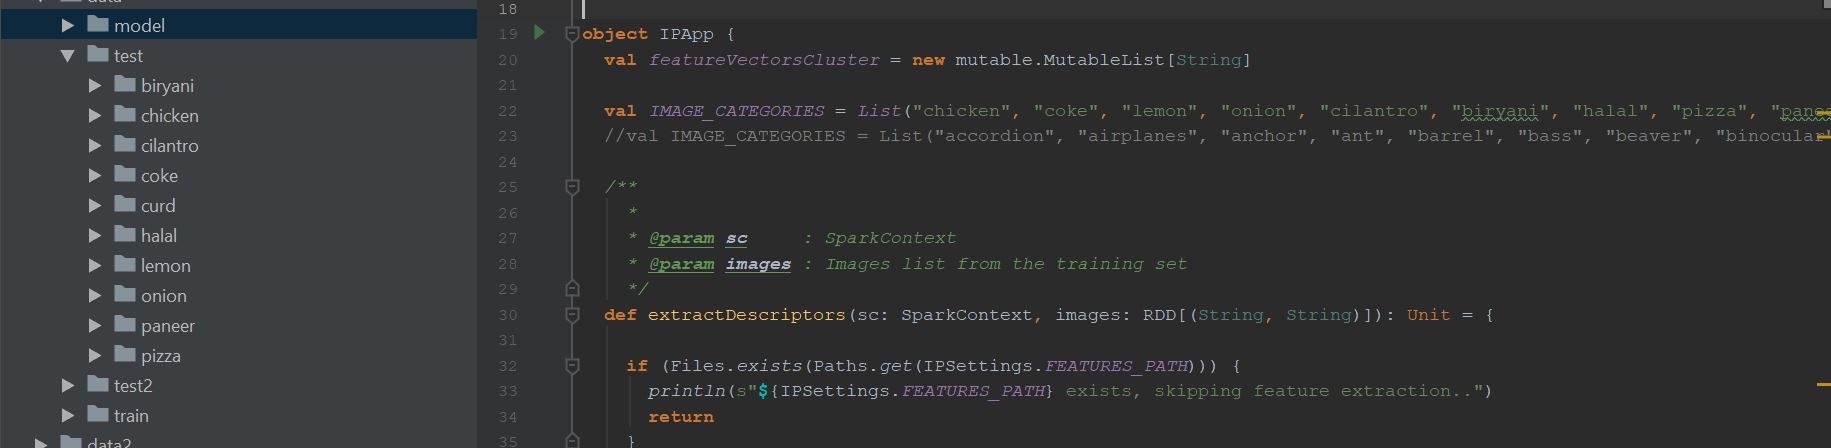 data
model
test
biryani
chicken
cilantro
coke
curd
halal
lemon
onion
paneer
pizza
test2
train
data2
18
19 object IPApp {
20 val featureVectorsCluster = new mutable.MutableList[String]
21
22 val IMAGE_CATEGORIES = List("chicken", "coke", "lemon", "onion", "cilantro", "biryani", "halal", "pizza", "panee
23 //val IMAGE_CATEGORIES = List("accordion", "airplanes", "anchor", "ant", "barrel", "bass", "beaver", "binocular"
24
25 /**
26 *
27 * @param sc : SparkContext
28 * @param images : Images list from the training set
29 */
30 def extractDescriptors(sc: SparkContext, images: RDD[(String, String)]): Unit = {
31
32 if (Files.exists(Paths.get(IPSettings.FEATURES_PATH))) {
33 println(s"${IPSettings.FEATURES_PATH} exists, skipping feature extraction..")
34 return
35 }